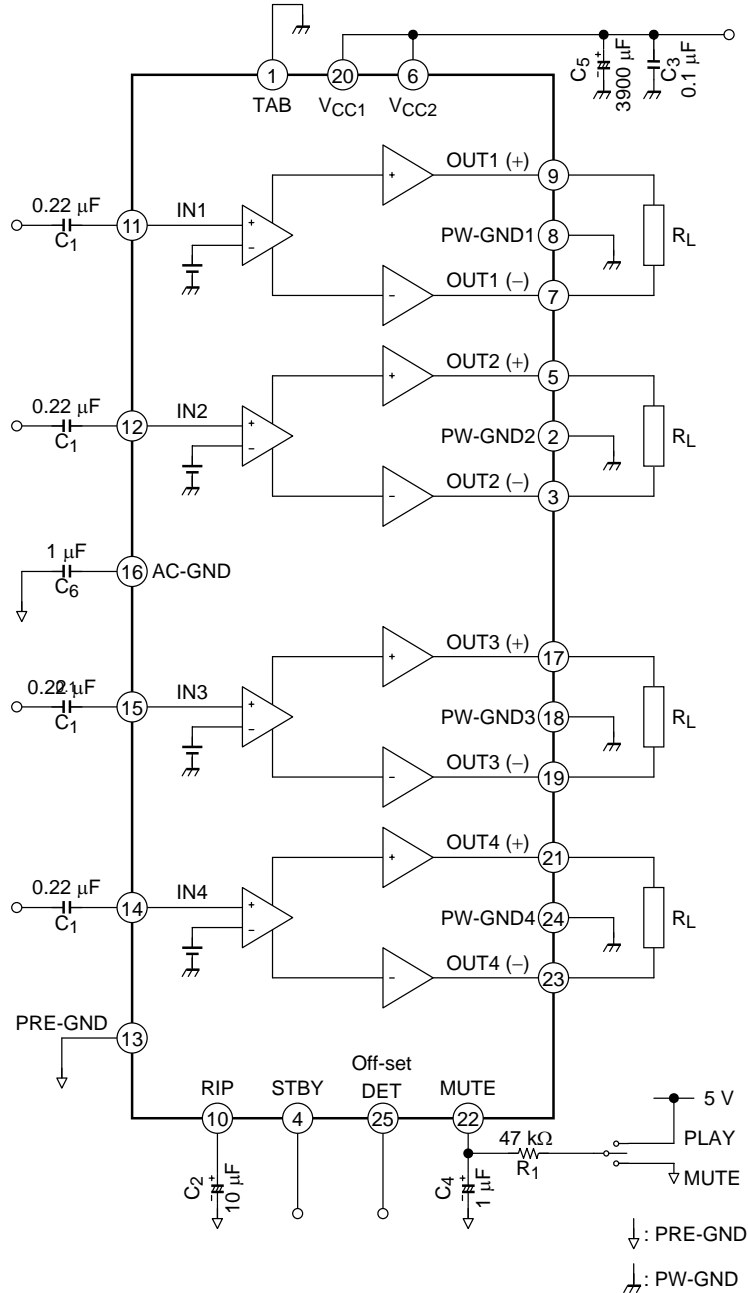 1
20
6
TAB
VCC1
VCC2
C5
3900 µF
C3
0.1 µF
OUT1 (+)
9
0.22 µF
C1
11
IN1
PW-GND1
8
RL
OUT1 (−)
7
OUT2 (+)
5
0.22 µF
C1
12
IN2
PW-GND2
2
RL
OUT2 (−)
3
1 µF
C6
16
AC-GND
OUT3 (+)
17
C1
15
IN3
PW-GND3
18
RL
OUT3 (−)
19
OUT4 (+)
21
0.22 µF
C1
14
IN4
PW-GND4
24
RL
OUT4 (−)
23
PRE-GND
13
Off-set
RIP
STBY
DET
MUTE
10
4
25
22
C2
10 µF
C4
1 µF
47 kΩ
R1
5 V
PLAY
MUTE
: PRE-GND
: PW-GND